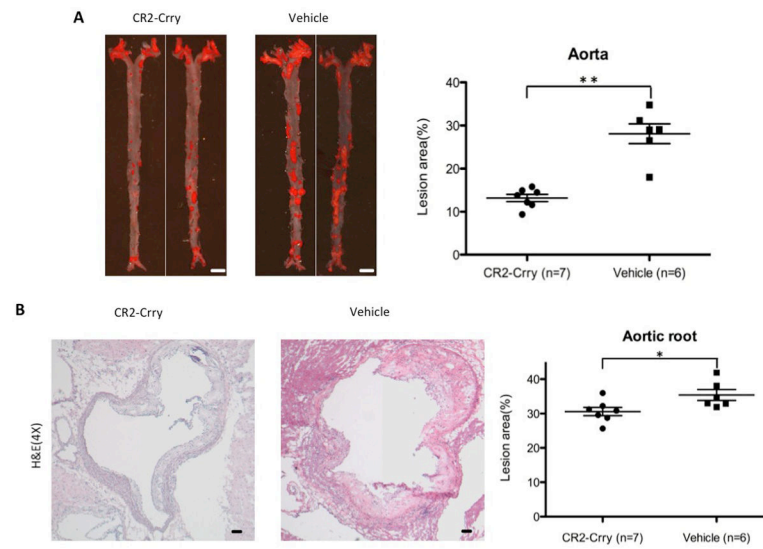 A
CR2-Crry
Vehicle
Aorta
**
Lesion area(%)
40
30
20
10
0
CR2-Crry (n=7)
Vehicle (n=6)
B
CR2-Crry
Vehicle
H&E(4X)
Aortic root
*
Lesion area(%)
40
30
20
10
0
CR2-Crry (n=7)
Vehicle (n=6)